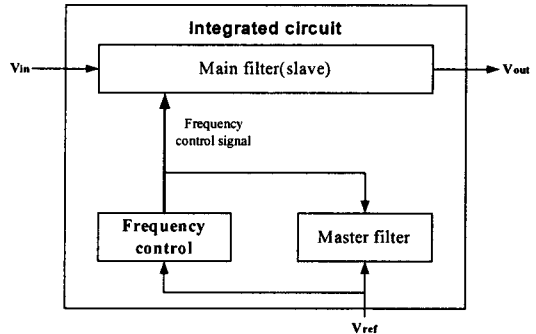 Integrated circuit
Vin
Main filter(slave)
Vout
Frequency
control signal
Frequency
control
Master filter
Vref